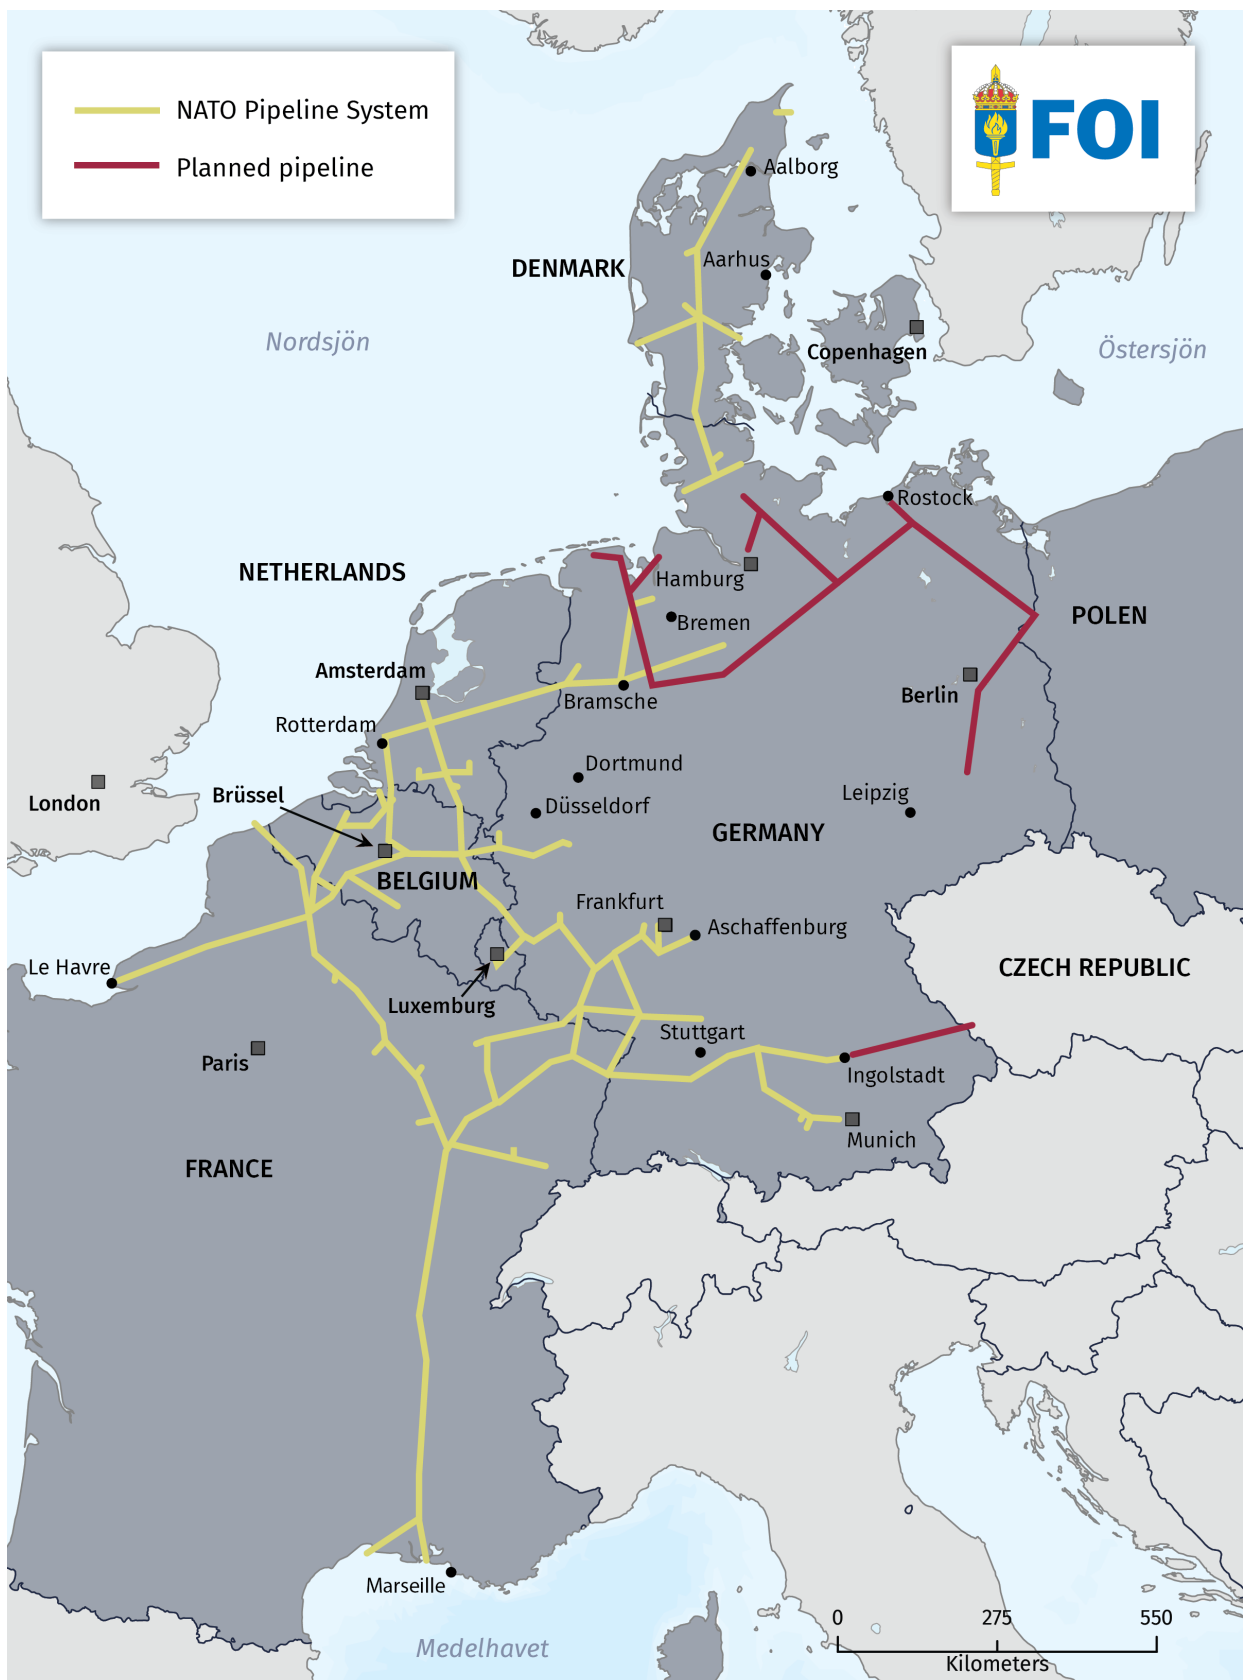 NATO Pipeline System
Planned pipeline
FOI
Aalborg
DENMARK
Aarhus
Nordsjön
Copenhagen
Östersjön
Rostock
NETHERLANDS
Hamburg
Bremen
POLEN
Amsterdam
Berlin
Bramsche
Rotterdam
Dortmund
Brüssel
London
Düsseldorf
Leipzig
GERMANY
BELGIUM
Frankfurt
Aschaffenburg
Le Havre
CZECH REPUBLIC
Luxemburg
Stuttgart
Paris
Ingolstadt
Munich
FRANCE
Marseille
Medelhavet
0 275 550
Kilometers